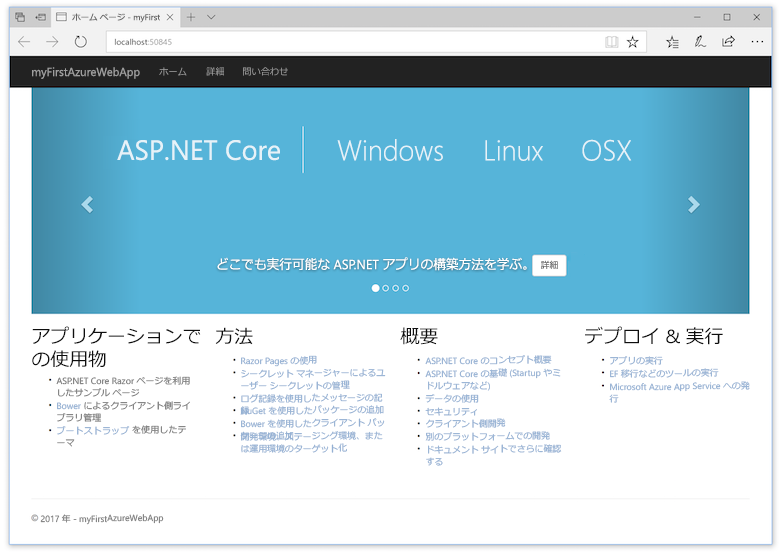 ホーム ページ - myFirst
localhost:50845
myFirstAzureWebApp ホーム 詳細 問い合わせ
ASP.NET Core Windows Linux OSX
どこでも実行可能な ASP.NET アプリの構築方法を学ぶ。 詳細
アプリケーションで
の使用物
ASP.NET Core Razor ページを利用
したサンプル ページ
Bower によるクライアント側ライ
ブラリ管理
ブートストラップ を使用したテ
ーマ
方法
Razor Pages の使用
シークレット マネージャーによるユ
ーザー シークレットの管理
ログ記録を使用したメッセージの記
を使用したパッケージの追加
Bower を使用したクライアント パッ
ステージング環境、また
は運用環境のターゲット化
概要
ASP.NET Core のコンセプト概要
ASP.NET Core の基礎 (Startup やミ
ドルウェアなど)
データの使用
セキュリティ
クライアント側開発
別のプラットフォームでの開発
ドキュメント サイトでさらに確認
する
デプロイ & 実行
アプリの実行
EF 移行などのツールの実行
Microsoft Azure App Service への発
行
© 2017 年 - myFirstAzureWebApp